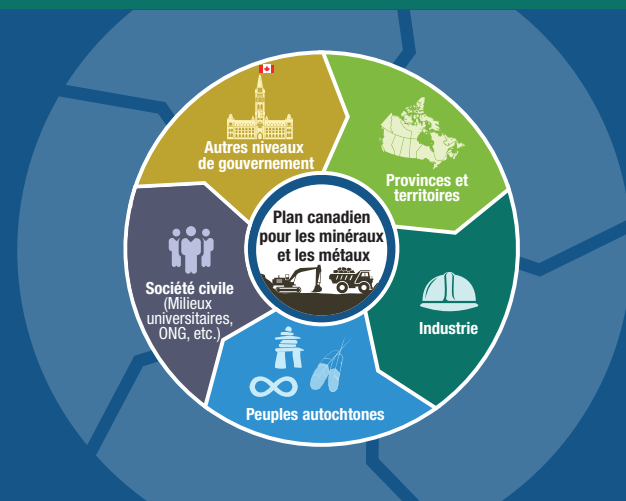 Autres niveaux
de gouvernement
Provinces et
territoires
Plan canadien
pour les minéraux
et les métaux
Société civile
(Milieux
universitaires,
ONG, etc.)
Industrie
Peuples autochtones